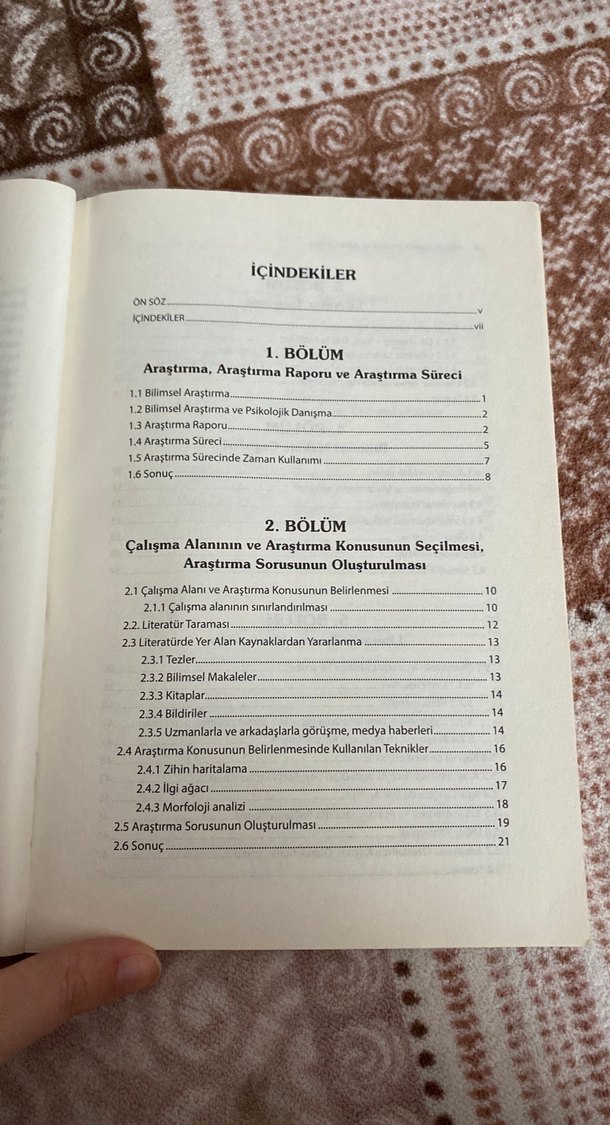 İÇİNDEKİLER
ÖN SÖZ v
İÇİNDEKİLER vii
1. BÖLÜM
Araştırma, Araştırma Raporu ve Araştırma Süreci
1.1 Bilimsel Araştırma 1
1.2 Bilimsel Araştırma ve Psikolojik Danışma 2
1.3 Araştırma Raporu 2
1.4 Araştırma Süreci 5
1.5 Araştırma Sürecinde Zaman Kullanımı 7
1.6 Sonuç 8
2. BÖLÜM
Çalışma Alanının ve Araştırma Konusunun Seçilmesi,
Araştırma Sorusunun Oluşturulması
2.1 Çalışma Alanı ve Araştırma Konusunun Belirlenmesi 10
2.1.1 Çalışma alanının sınırlandırılması 10
2.2. Literatür Taraması 12
2.3 Literatürde Yer Alan Kaynaklardan Yararlanma 13
2.3.1 Tezler 13
2.3.2 Bilimsel Makaleler 13
2.3.3 Kitaplar 14
2.3.4 Bildiriler 14
2.3.5 Uzmanlarla ve arkadaşlarla görüşme, medya haberleri 14
2.4 Araştırma Konusunun Belirlenmesinde Kullanılan Teknikler 16
2.4.1 Zihin haritalama 16
2.4.2 İlgi ağacı 17
2.4.3 Morfoloji analizi 18
2.5 Araştırma Sorusunun Oluşturulması 19
2.6 Sonuç 21